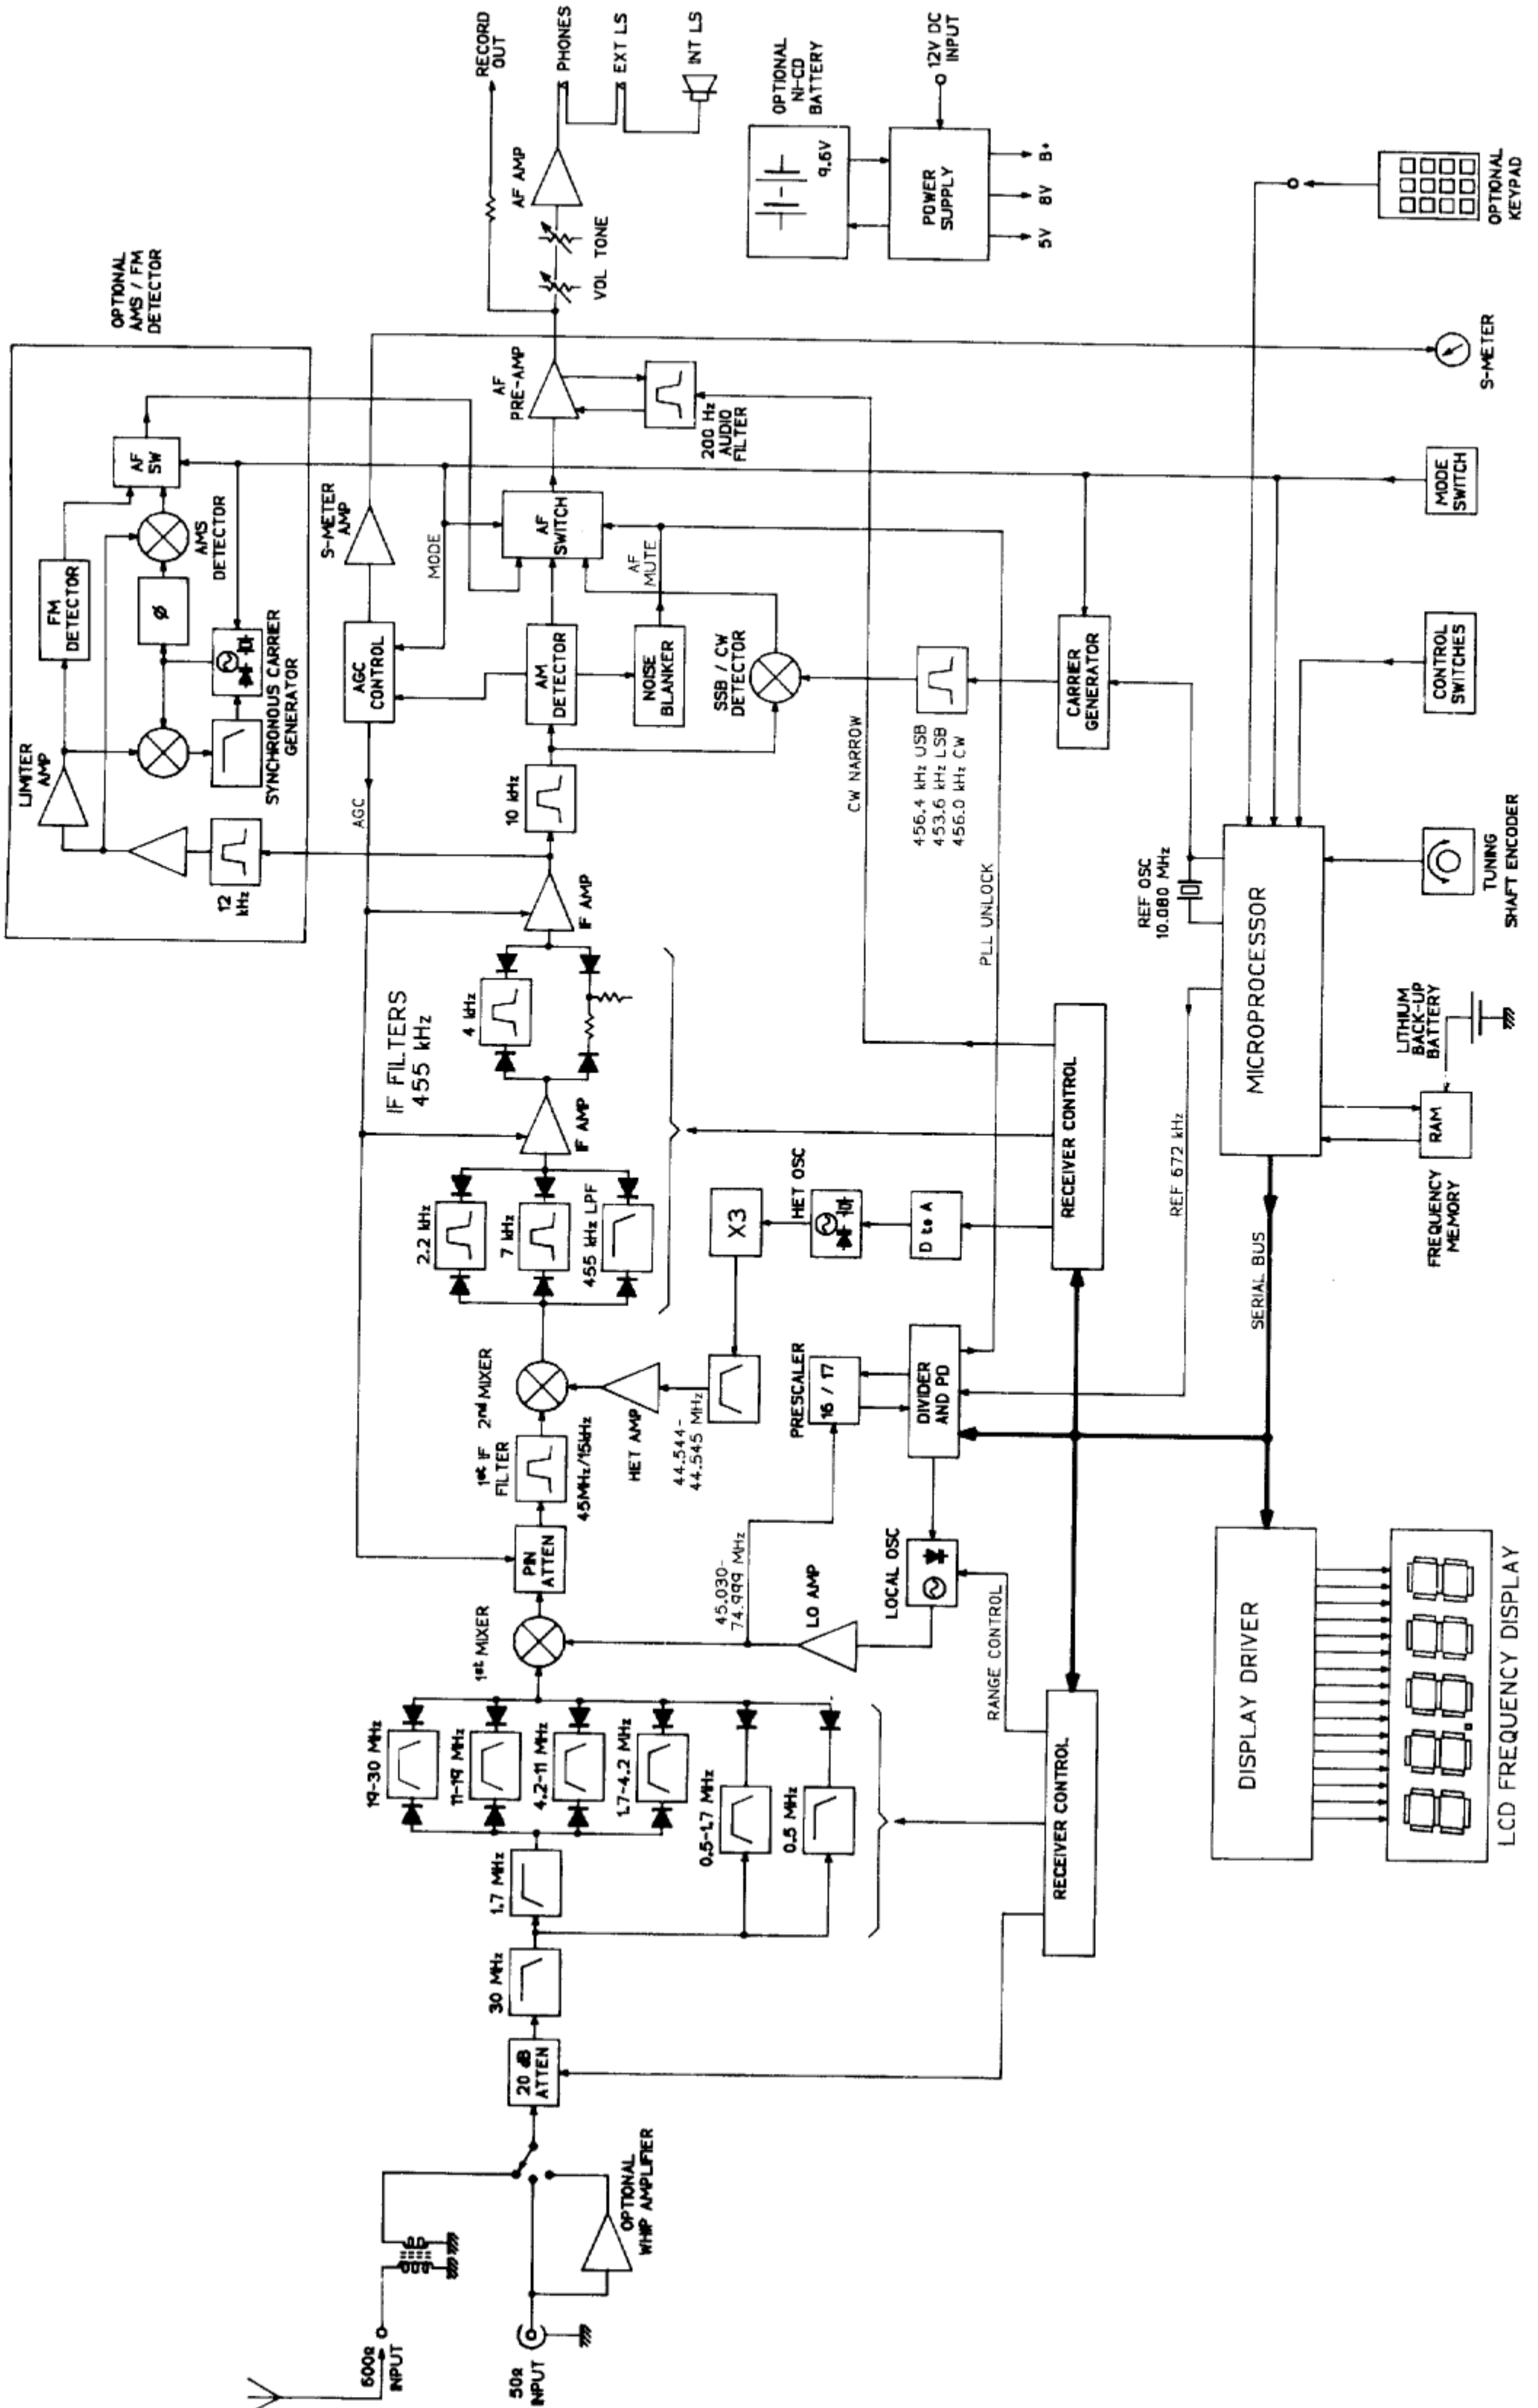 600Ω
INPUT
50Ω
INPUT
OPTIONAL
WHIP AMPLIFIER
20 dB
ATTEN
30 MHz
1.7 MHz
19-30 MHz
11-19 MHz
4.2-11 MHz
1.7-4.2 MHz
0.5-1.7 MHz
0.5 MHz
1st MIXER
PIN
ATTEN
1st IF
FILTER
45MHz/15kHz
2nd MIXER
HET AMP
44.544-
44.545 MHz
45.030-
74.999 MHz
LO AMP
LOCAL OSC
RANGE CONTROL
RECEIVER CONTROL
PRESCALER
16 / 17
DIVIDER
AND PD
X3
HET OSC
D to A
RECEIVER CONTROL
2.2 kHz
7 kHz
455 kHz LPF
IF FILTERS
455 kHz
IF AMP
4 kHz
IF AMP
AGC
10 kHz
12
kHz
LIMITER
AMP
FM
DETECTOR
ø
AMS
DETECTOR
SYNCHRONOUS CARRIER
GENERATOR
AF
SW
OPTIONAL
AMS / FM
DETECTOR
AGC
CONTROL
S-METER
AMP
MODE
AM
DETECTOR
NOISE
BLANKER
AF
SWITCH
AF
MUTE
SSB / CW
DETECTOR
456.4 kHz USB
453.6 kHz LSB
456.0 kHz CW
CARRIER
GENERATOR
CW NARROW
PLL UNLOCK
AF
PRE-AMP
200 Hz
AUDIO
FILTER
VOL TONE
AF AMP
RECORD
OUT
PHONES
EXT LS
INT LS
OPTIONAL
NI-CD
BATTERY
9.6V
POWER
SUPPLY
12V DC
INPUT
5V
8V
B+
REF OSC
10.080 MHz
REF 672 kHz
MICROPROCESSOR
SERIAL BUS
RAM
FREQUENCY
MEMORY
LITHIUM
BACK-UP
BATTERY
TUNING
SHAFT ENCODER
CONTROL
SWITCHES
MODE
SWITCH
S-METER
OPTIONAL
KEYPAD
DISPLAY DRIVER
LCD FREQUENCY DISPLAY